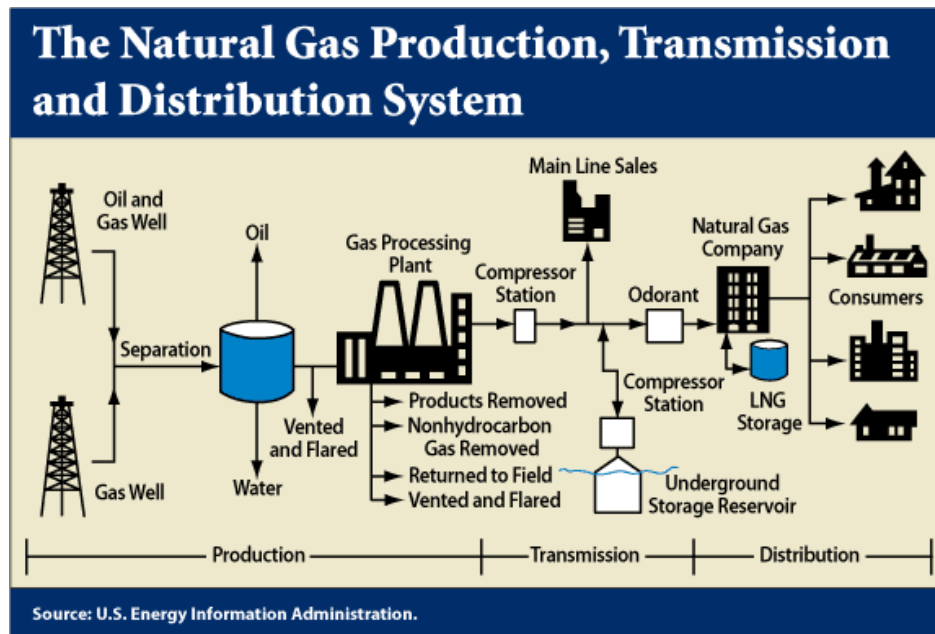 The Natural Gas Production, Transmission
and Distribution System
Main Line Sales
Oil and
Gas Well
Oil
Gas Processing
Plant
Compressor
Station
Odorant
Natural Gas
Company
Consumers
Separation
Vented
and Flared
Products Removed
Nonhydrocarbon
Gas Removed
Returned to Field
Vented and Flared
Compressor
Station
LNG
Storage
Gas Well
Water
Underground
Storage Reservoir
Production
Transmission
Distribution
Source: U.S. Energy Information Administration.